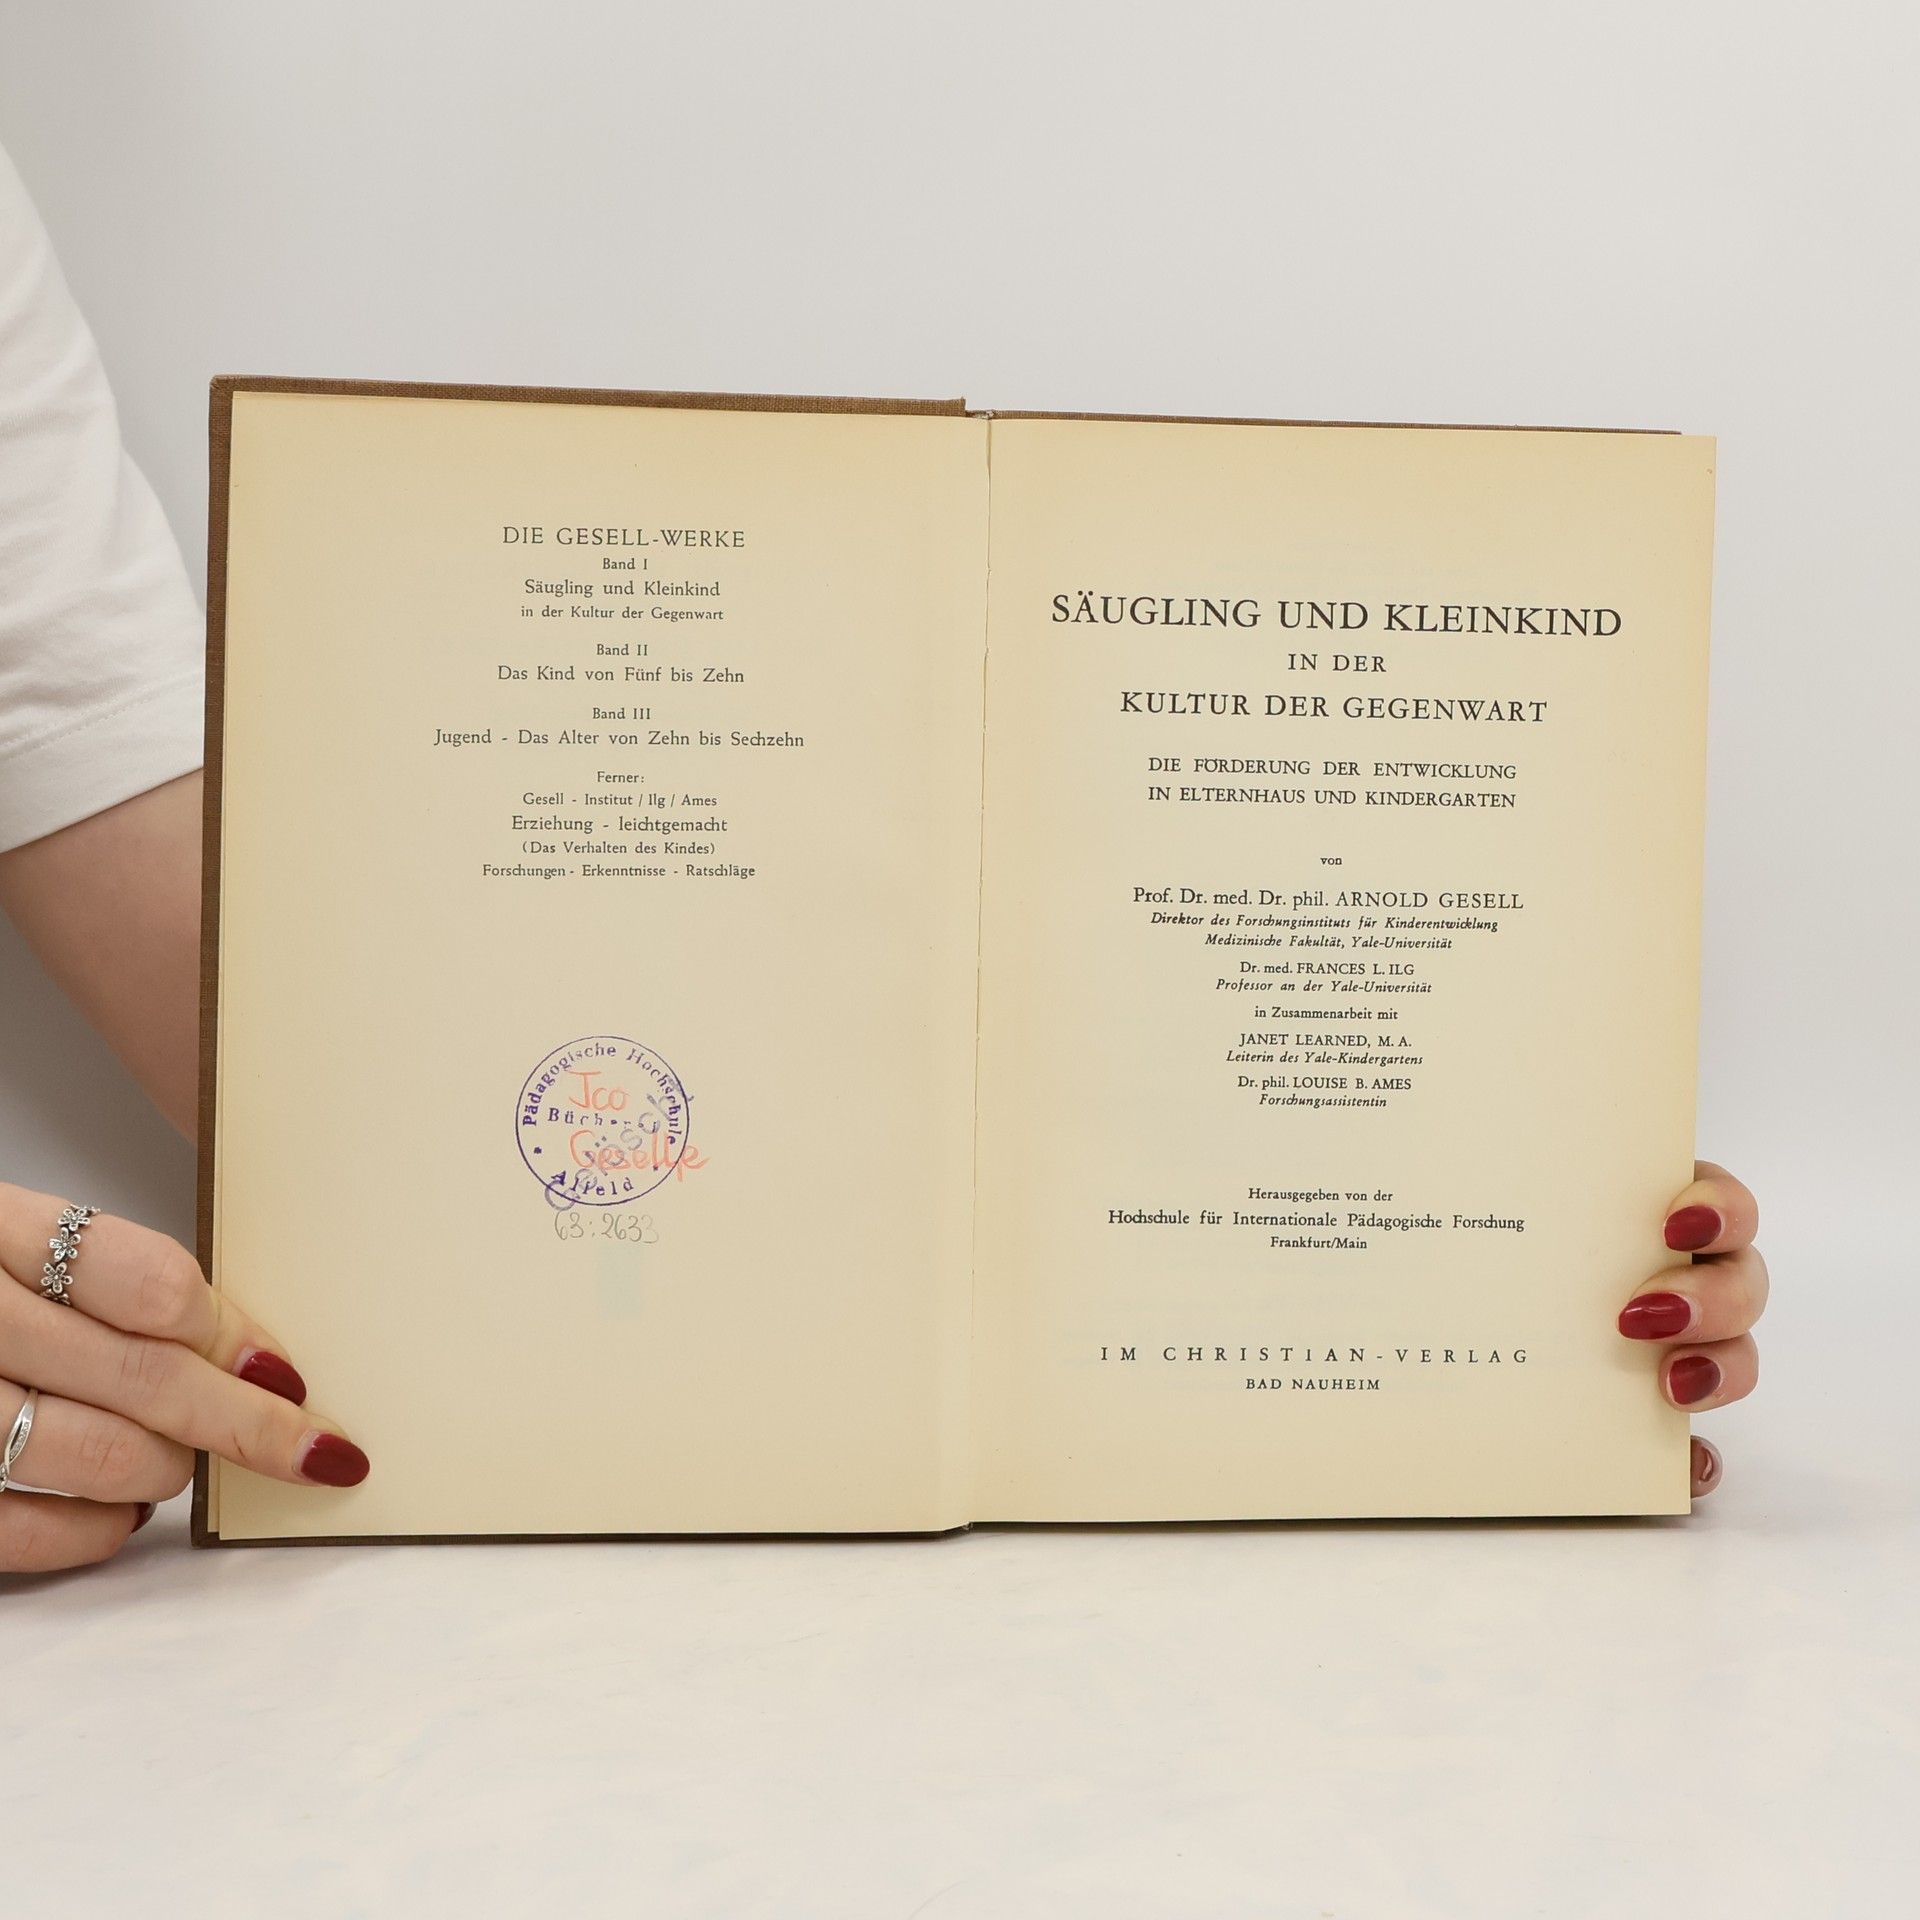 DIE GESELL-WERKE
Band I
Säugling und Kleinkind
in der Kultur der Gegenwart
Band II
Das Kind von Fünf bis Zehn
Band III
Jugend - Das Alter von Zehn bis Sechzehn
Ferner:
Gesell - Institut / Ilg / Ames
Erziehung - leichtgemacht
(Das Verhalten des Kindes)
Forschungen - Erkenntnisse - Ratschläge
Pädagogische Hochschule
Jco
Gelöscht
Alfeld
63:2633
SÄUGLING UND KLEINKIND
IN DER
KULTUR DER GEGENWART
DIE FÖRDERUNG DER ENTWICKLUNG
IN ELTERNHAUS UND KINDERGARTEN
von
Prof. Dr. med. Dr. phil. ARNOLD GESELL
Direktor des Forschungsinstituts für Kinderentwicklung
Medizinische Fakultät, Yale-Universität
Dr. med. FRANCES L. ILG
Professor an der Yale-Universität
in Zusammenarbeit mit
JANET LEARNED, M. A.
Leiterin des Yale-Kindergartens
Dr. phil. LOUISE B. AMES
Forschungsassistentin
Herausgegeben von der
Hochschule für Internationale Pädagogische Forschung
Frankfurt/Main
IM CHRISTIAN-VERLAG
BAD NAUHEIM